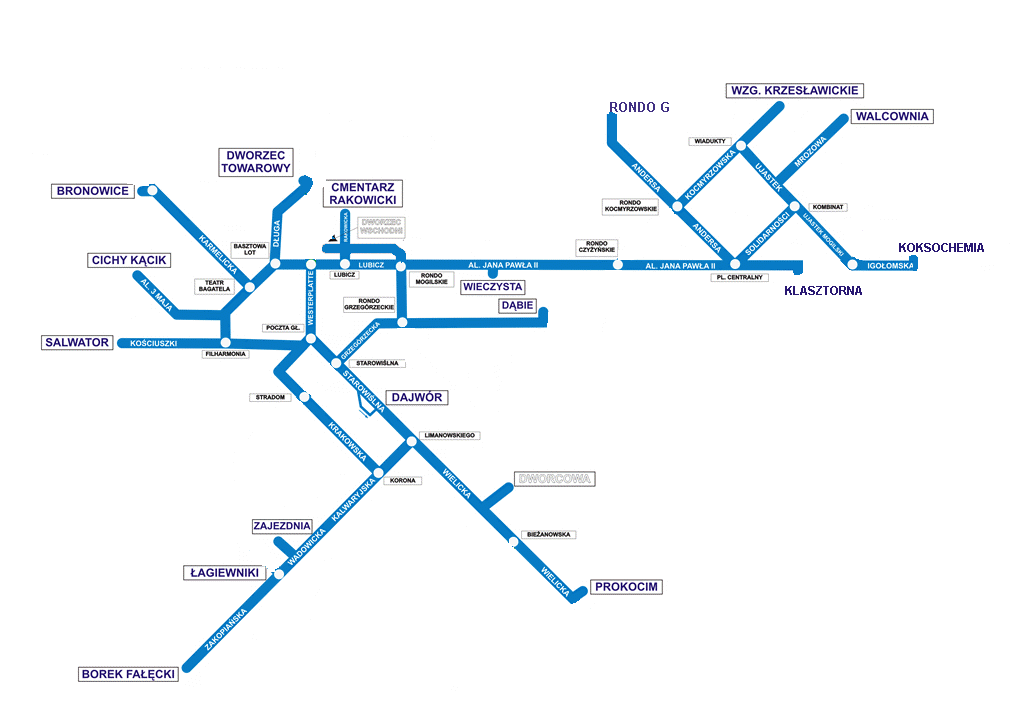 WZG. KRZESŁAWICKIE
RONDO G
WALCOWNIA
WIADUKTY
MROZOWA
DWORZEC
TOWAROWY
UJASTEK
KOCMYRZOWSKA
ANDERSA
BRONOWICE
CMENTARZ
RAKOWICKI
RONDO
KOCMYRZOWSKIE
KOMBINAT
DWORZEC
WSCHODNI
RAKOWICKA
DŁUGA
KARMELICKA
BASZTOWA
LOT
SOLIDARNOŚCI
UJASTEK MOGILSKI
ANDERSA
RONDO
CZYŻYŃSKIE
KOKSOCHEMIA
CICHY KĄCIK
LUBICZ
LUBICZ
AL. JANA PAWŁA II
AL. JANA PAWŁA II
IGOŁOMSKA
PL. CENTRALNY
TEATR
BAGATELA
AL. 3 MAJA
WESTERPLATTE
RONDO
MOGILSKIE
WIECZYSTA
KLASZTORNA
RONDO
GRZEGÓRZECKIE
DĄBIE
POCZTA GŁ.
GRZEGÓRZECKA
SALWATOR
KOŚCIUSZKI
FILHARMONIA
STAROWIŚLNA
STAROWIŚLNA
STRADOM
DAJWÓR
KRAKOWSKA
LIMANOWSKIEGO
WIELICKA
KORONA
DWORCOWA
KALWARYJSKA
ZAJEZDNIA
WADOWICKA
BIEŻANOWSKA
ŁAGIEWNIKI
WIELICKA
PROKOCIM
ZAKOPIAŃSKA
BOREK FAŁĘCKI